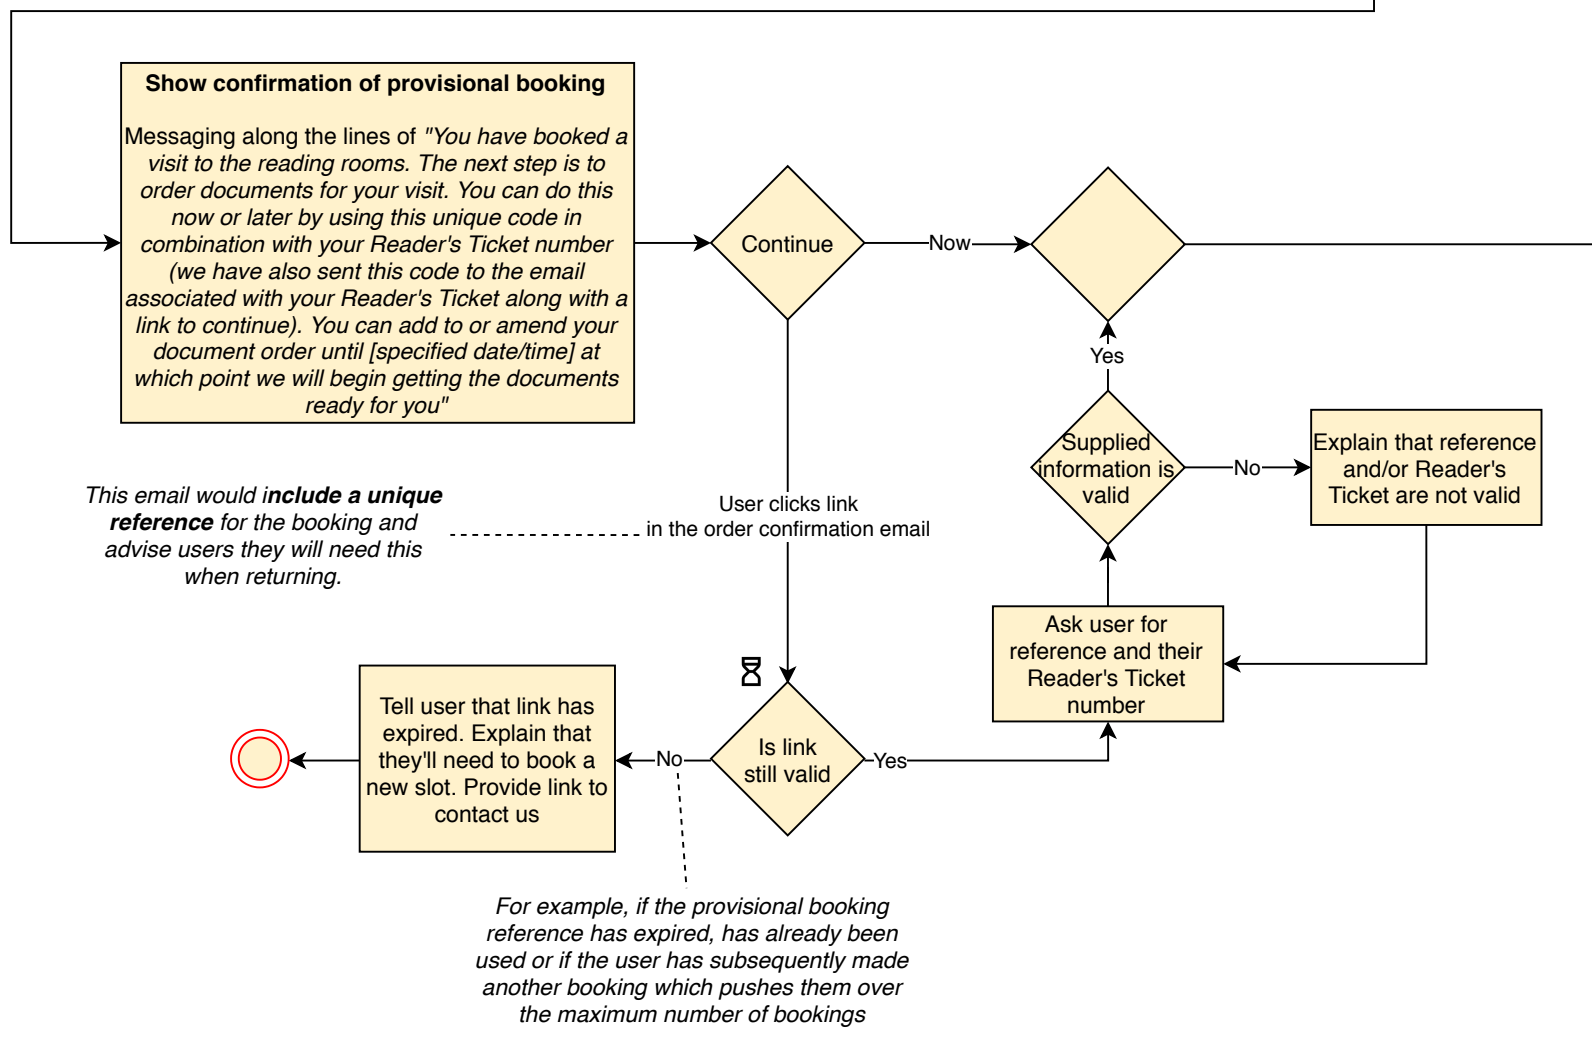 Show confirmation of provisional booking
Messaging along the lines of "You have booked a
visit to the reading rooms. The next step is to
order documents for your visit. You can do this
now or later by using this unique code in
combination with your Reader's Ticket number
(we have also sent this code to the email
associated with your Reader's Ticket along with a
link to continue). You can add to or amend your
document order until [specified date/time] at
which point we will begin getting the documents
ready for you"
Continue
Now
Yes
Supplied
information is
valid
No
Explain that reference
and/or Reader's
Ticket are not valid
This email would include a unique
reference for the booking and
advise users they will need this
when returning.
User clicks link
in the order confirmation email
Ask user for
reference and their
Reader's Ticket
number
Tell user that link has
expired. Explain that
they'll need to book a
new slot. Provide link to
contact us
No
Is link
still valid
Yes
For example, if the provisional booking
reference has expired, has already been
used or if the user has subsequently made
another booking which pushes them over
the maximum number of bookings